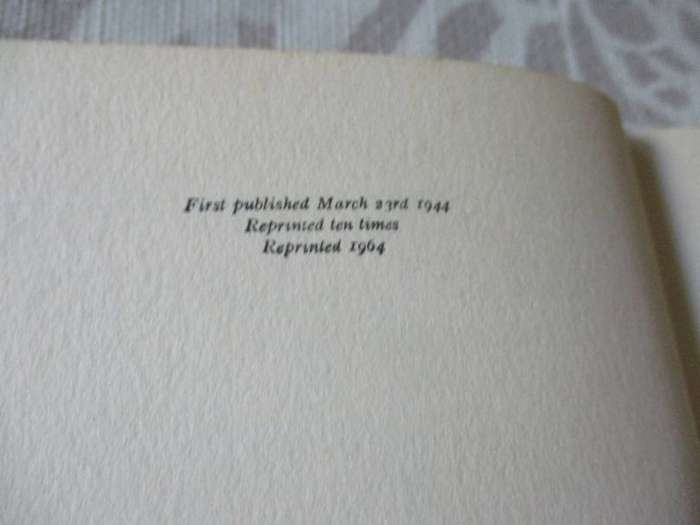 First published March 23rd 1944
Reprinted ten times
Reprinted 1964